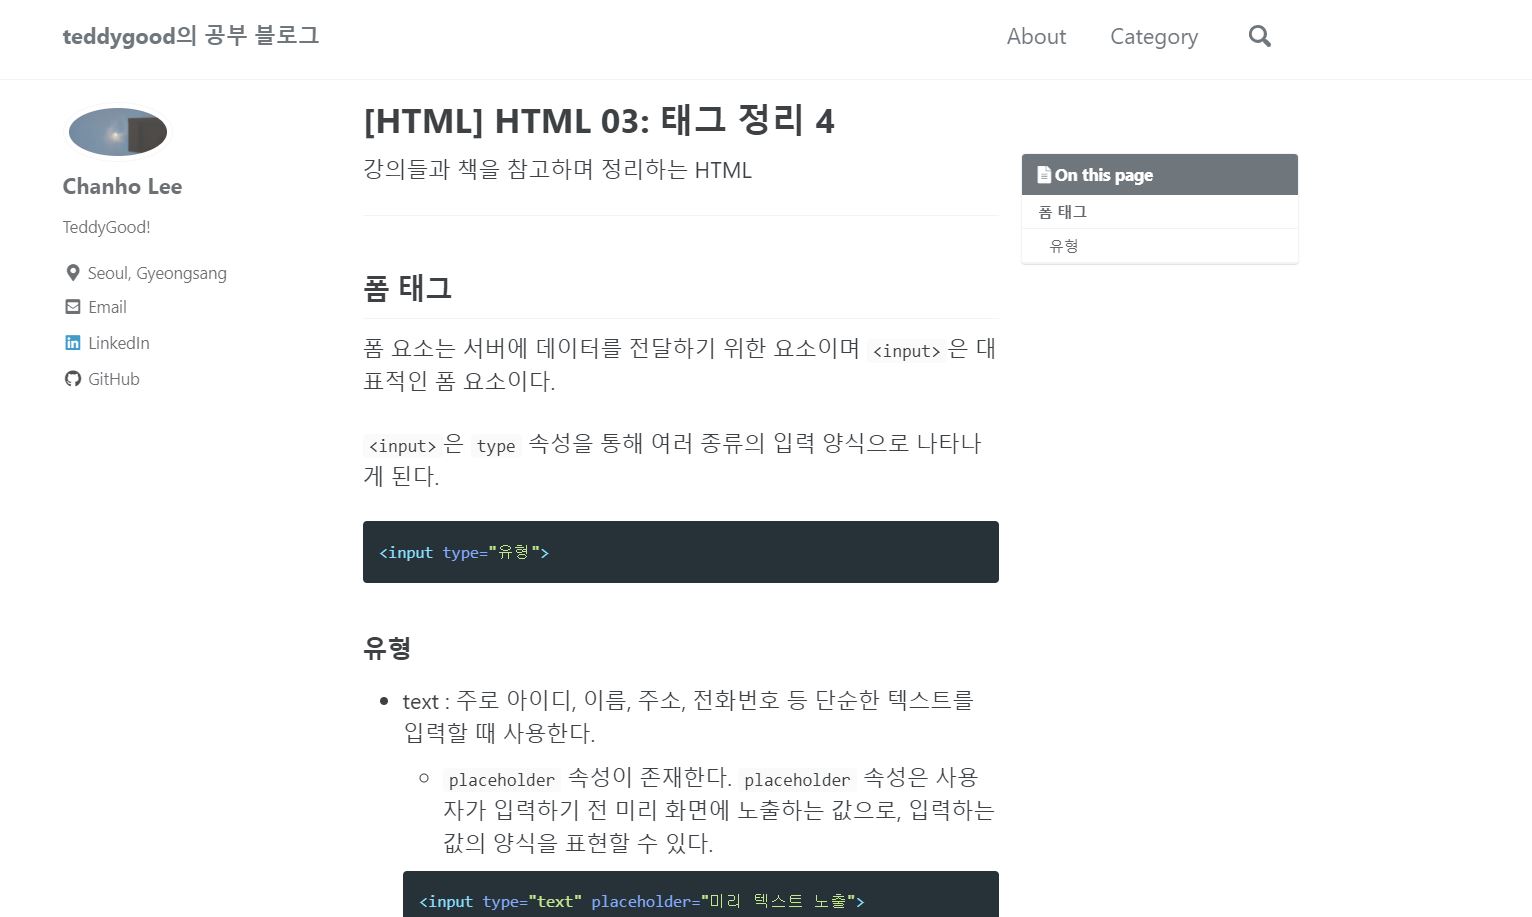 teddygood의 공부 블로그
About
Category
Chanho Lee
TeddyGood!
Seoul, Gyeongsang
Email
LinkedIn
GitHub
[HTML] HTML 03: 태그 정리 4
강의들과 책을 참고하며 정리하는 HTML
폼 태그
폼 요소는 서버에 데이터를 전달하기 위한 요소이며 <input>은 대
표적인 폼 요소이다.
<input>은 type 속성을 통해 여러 종류의 입력 양식으로 나타나
게 된다.
<input type="유형">
유형
text : 주로 아이디, 이름, 주소, 전화번호 등 단순한 텍스트를
입력할 때 사용한다.
placeholder 속성이 존재한다. placeholder 속성은 사용
자가 입력하기 전 미리 화면에 노출하는 값으로, 입력하는
값의 양식을 표현할 수 있다.
<input type="text" placeholder="미리 텍스트 노출">
On this page
폼 태그
유형